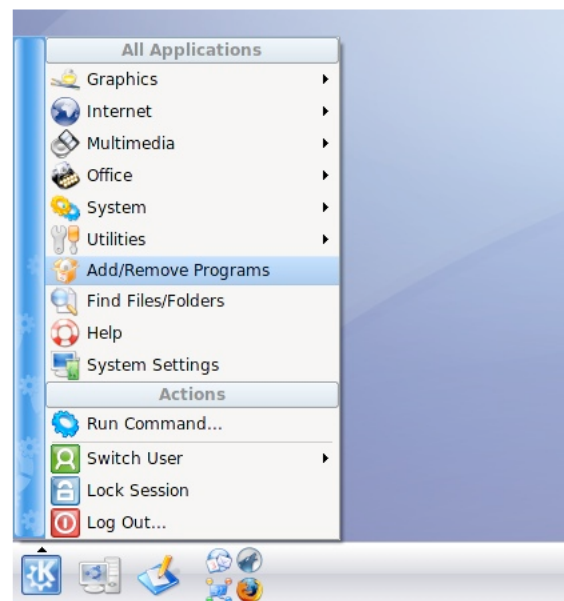 All Applications
Graphics
Internet
Multimedia
Office
System
Utilities
Add/Remove Programs
Find Files/Folders
Help
System Settings
Actions
Run Command...
Switch User
Lock Session
Log Out...